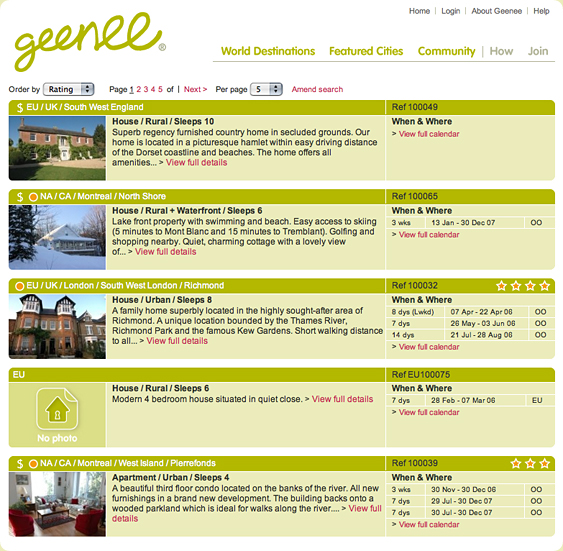 Home | Login | About Geenee | Help
geenee®
World Destinations Featured Cities Community | How Join
Order by Rating Page 1 2 3 4 5 of | Next > Per page 5 Amend search
$ EU / UK / South West England Ref 100049
House / Rural / Sleeps 10
Superb regency furnished country home in secluded grounds. Our
home is located in a picturesque hamlet within easy driving distance
of the Dorset coastline and beaches. The home offers all
amenities... > View full details
When & Where
> View full calendar
$ NA / CA / Montreal / North Shore Ref 100065
House / Rural + Waterfront / Sleeps 6
Lake front property with swimming and beach. Easy access to skiing
(5 minutes to Mont Blanc and 15 minutes to Tremblant). Golfing and
shopping nearby. Quiet, charming cottage with a lovely view
of... > View full details
When & Where
3 wks 13 Jan - 30 Dec 07 OO
> View full calendar
EU / UK / London / South West London / Richmond Ref 100032
House / Urban / Sleeps 8
A family home superbly located in the highly sought-after area of
Richmond. A unique location bounded by the Thames River,
Richmond Park and the famous Kew Gardens. Short walking distance
to all... > View full details
When & Where
8 dys (Lwkd) 07 Apr - 22 Apr 06 OO
7 dys 26 May - 03 Jun 06 OO
14 dys 21 Jul - 28 Aug 06 OO
> View full calendar
EU Ref EU100075
8
No photo
House / Rural / Sleeps 6
Modern 4 bedroom house situated in quiet close. > View full details
When & Where
7 dys 28 Feb - 07 Mar 06 EU
> View full calendar
$ NA / CA / Montreal / West Island / Pierrefonds Ref 100039
Apartment / Urban / Sleeps 4
A beautiful third floor condo located on the banks of the river. All new
furnishings in a brand new development. The building backs onto a
wooded parkland which is ideal for walks along the river.... > View full
details
When & Where
3 wks 30 Nov - 30 Dec 06 OO
7 dys 29 Jul - 30 Dec 07 OO
7 dys 30 Jul - 30 Dec 07 OO
> View full calendar